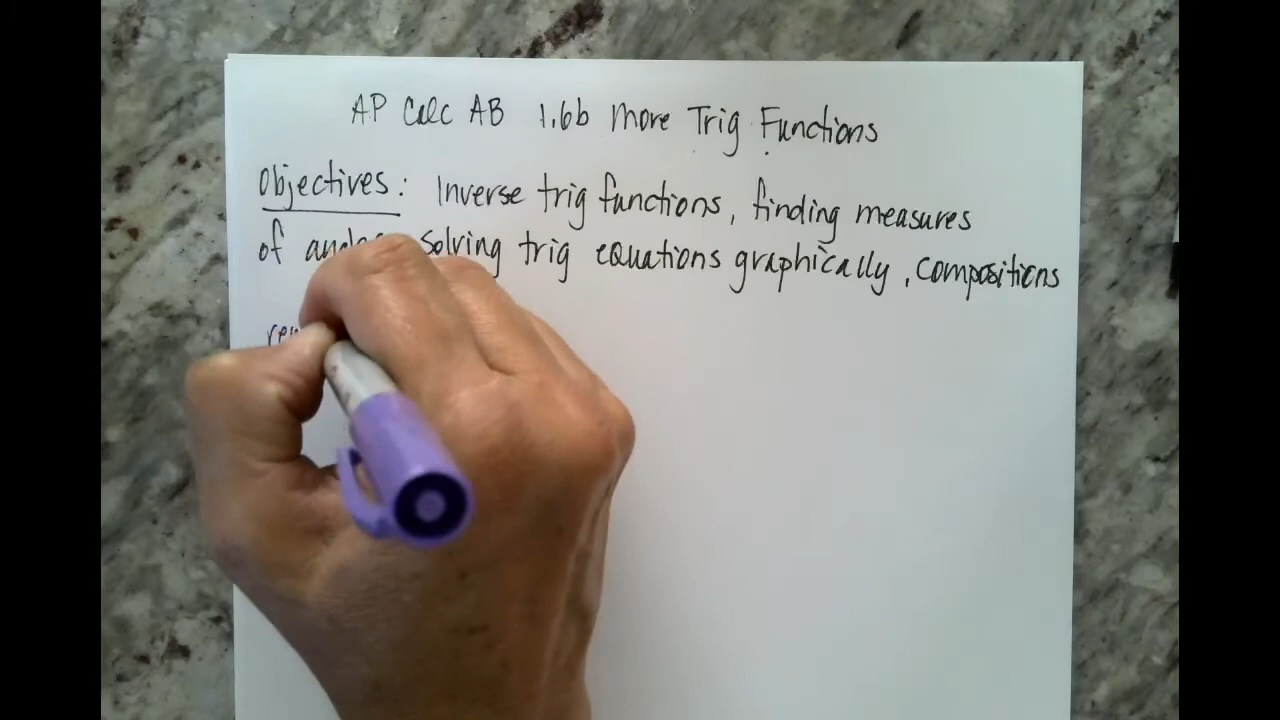 AP Calc AB 1.6b More Trig Functions
Objectives: Inverse trig functions, finding measures
of solving trig equations graphically, compositions